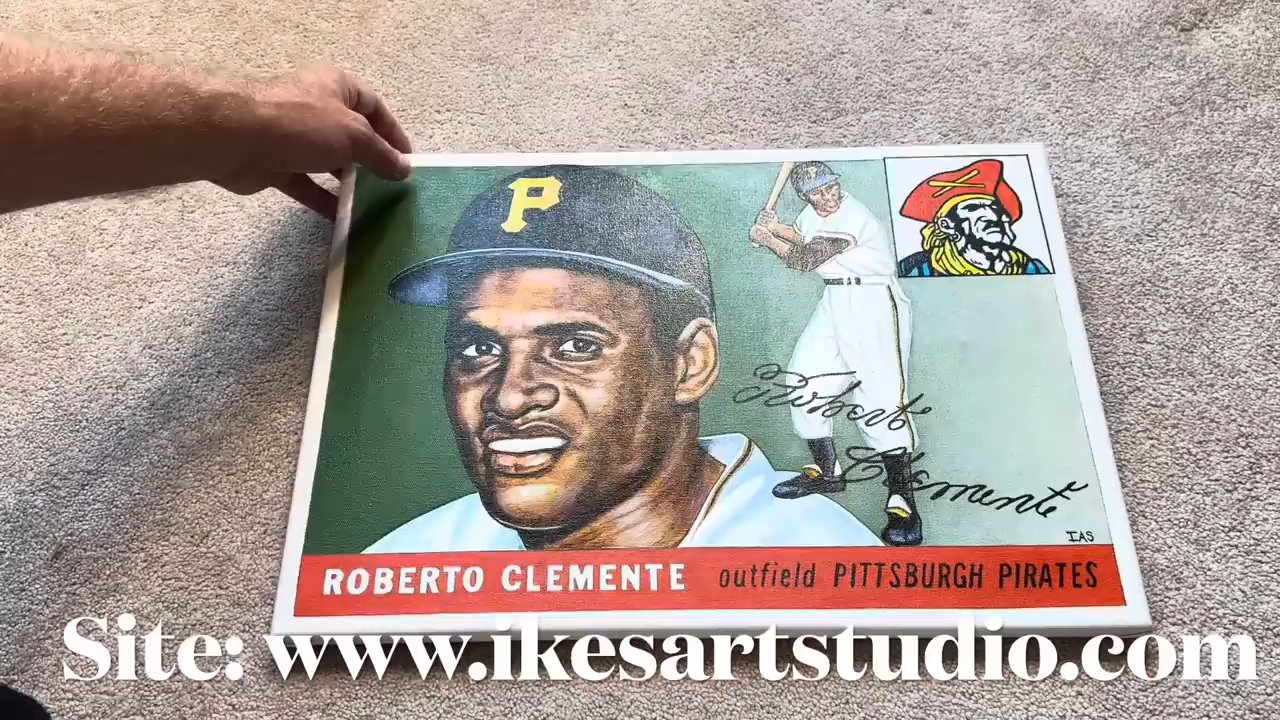 P
Roberto
Clemente
IAS
ROBERTO CLEMENTE outfield PITTSBURGH PIRATES
Site: www.ikesartstudio.com